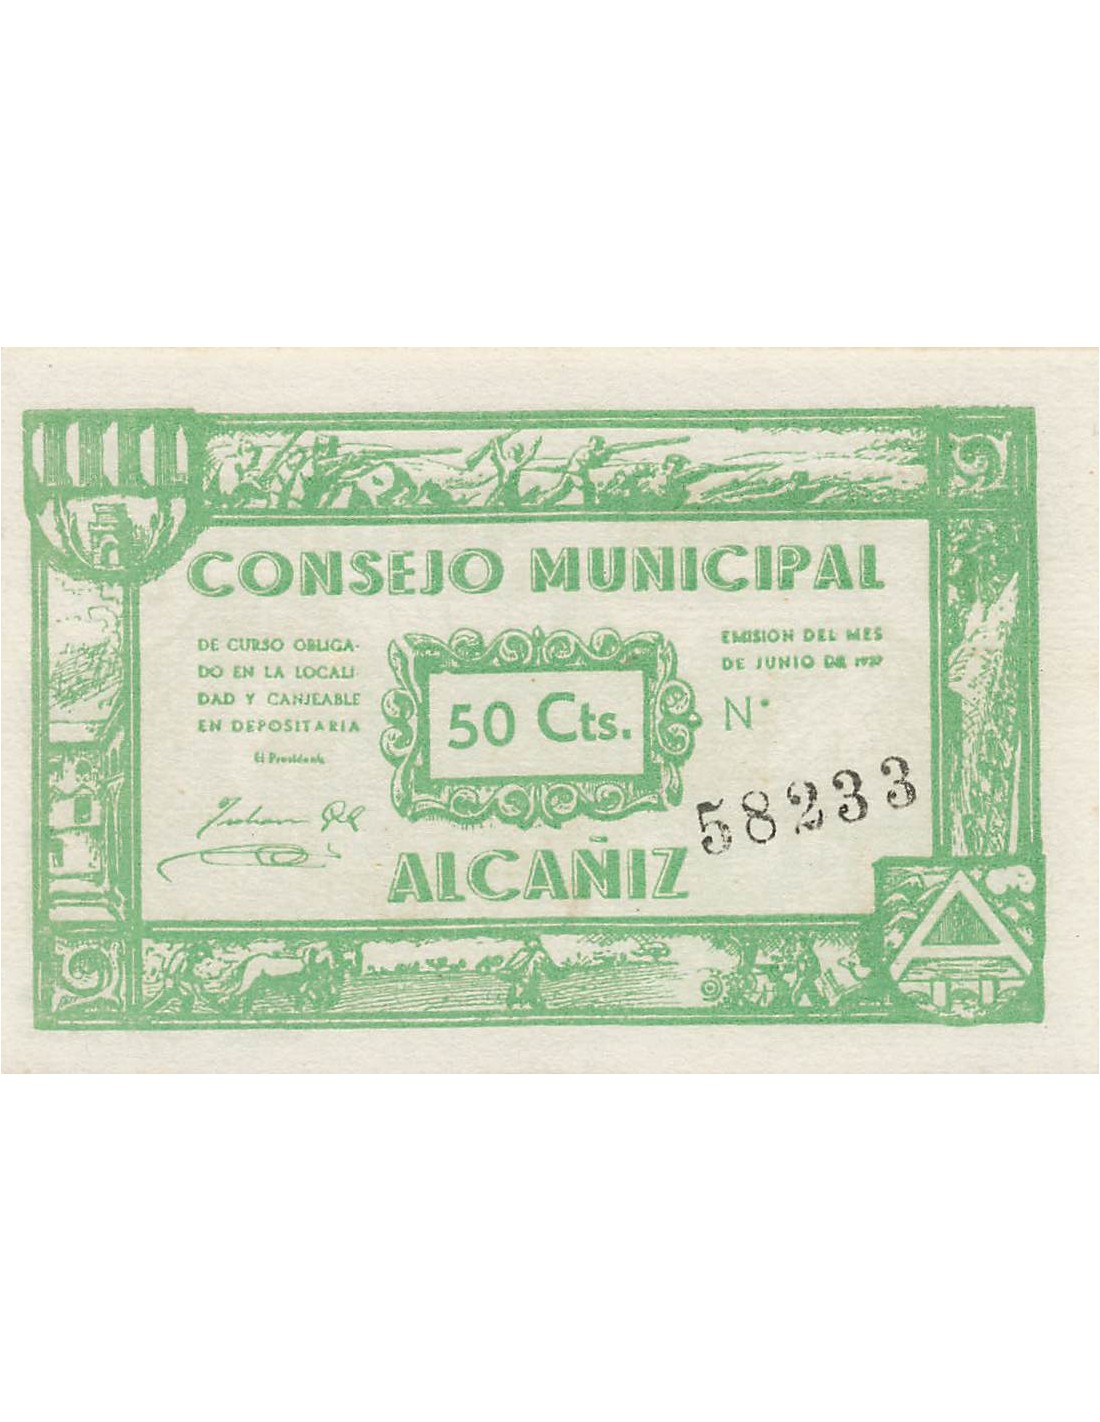 CONSEJO MUNICIPAL
DE CURSO OBLIGA-
DO EN LA LOCALI
DAD Y CANJEABLE
EN DEPOSITARIA
El Presidente
EMISION DEL MES
DE JUNIO DE 1937
Nº
50 Cts.
58233
ALCAÑIZ
A